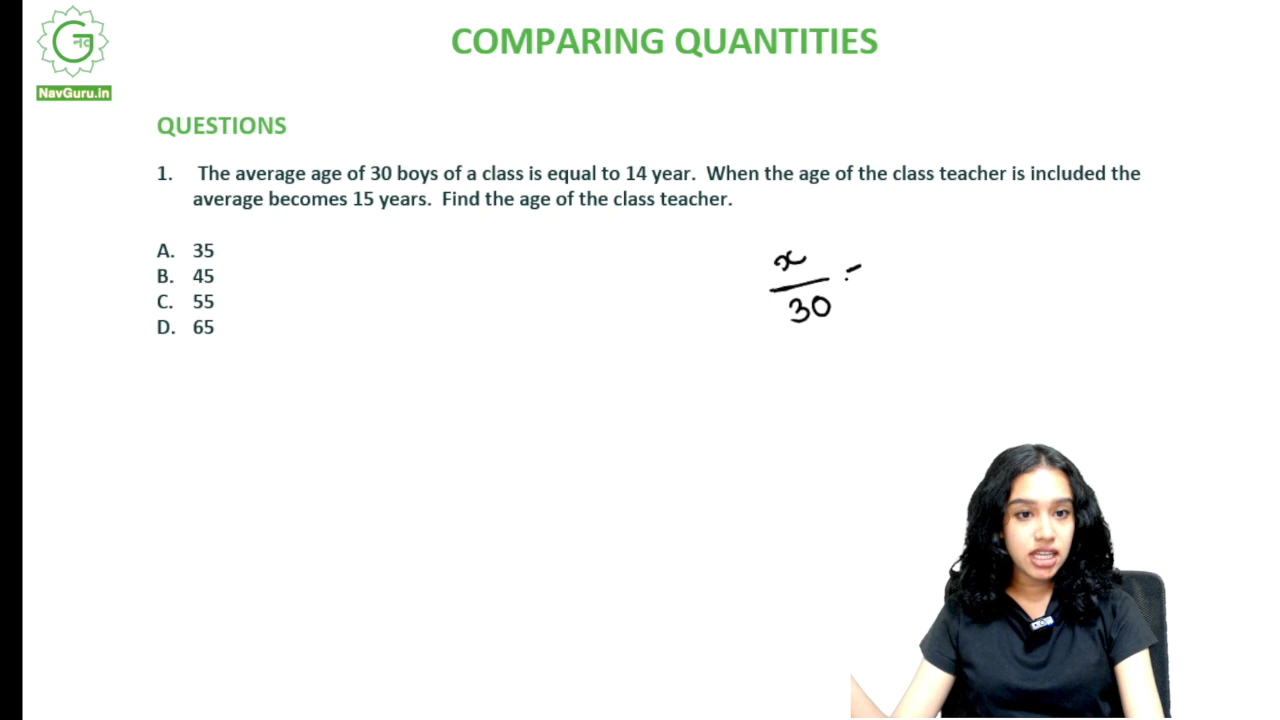 COMPARING QUANTITIES
नव
NavGuru.in
QUESTIONS
1. The average age of 30 boys of a class is equal to 14 year. When the age of the class teacher is included the
average becomes 15 years. Find the age of the class teacher.
A. 35
B. 45
C. 55
D. 65
x
30
=